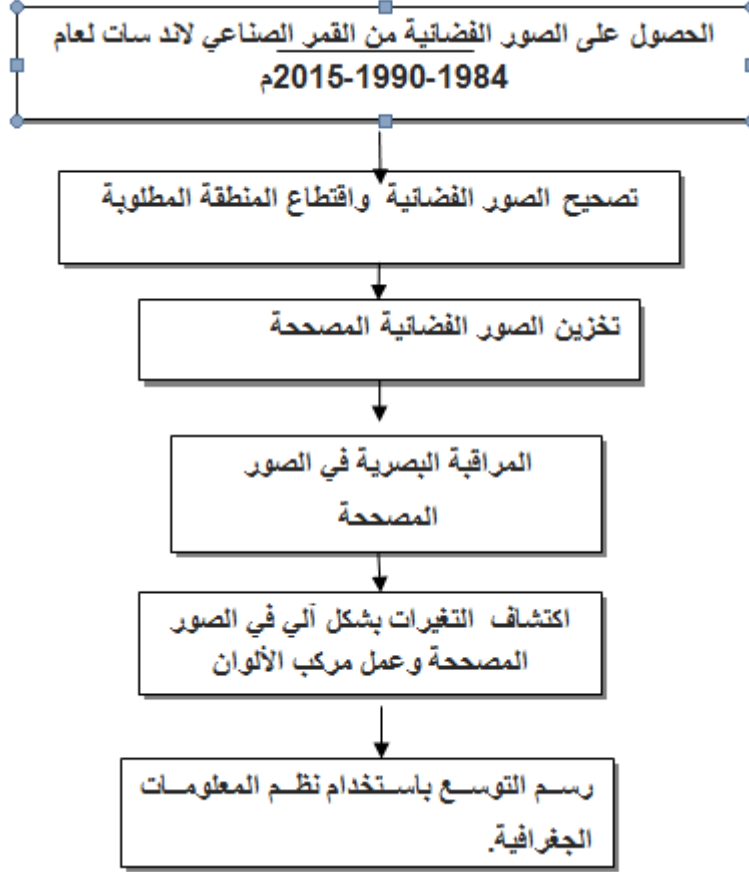 الحصول على الصور الفضائية من القمر الصناعي لاند سات لعام
1984-1990-2015م
تصحيح الصور الفضائية واقتطاع المنطقة المطلوبة
تخزين الصور الفضائية المصححة
المراقبة البصرية في الصور
المصححة
اكتشاف التغيرات بشكل آلي في الصور
المصححة وعمل مركب الألوان
رسم التوسع باستخدام نظم المعلومات
الجغرافية.